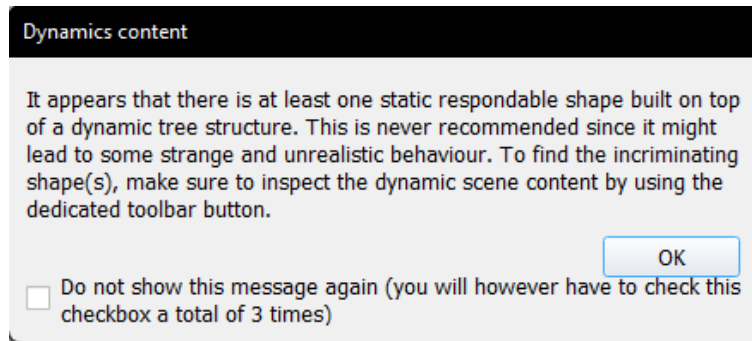 Dynamics content
It appears that there is at least one static respondable shape built on top
of a dynamic tree structure. This is never recommended since it might
lead to some strange and unrealistic behaviour. To find the incriminating
shape(s), make sure to inspect the dynamic scene content by using the
dedicated toolbar button.
OK
Do not show this message again (you will however have to check this
checkbox a total of 3 times)